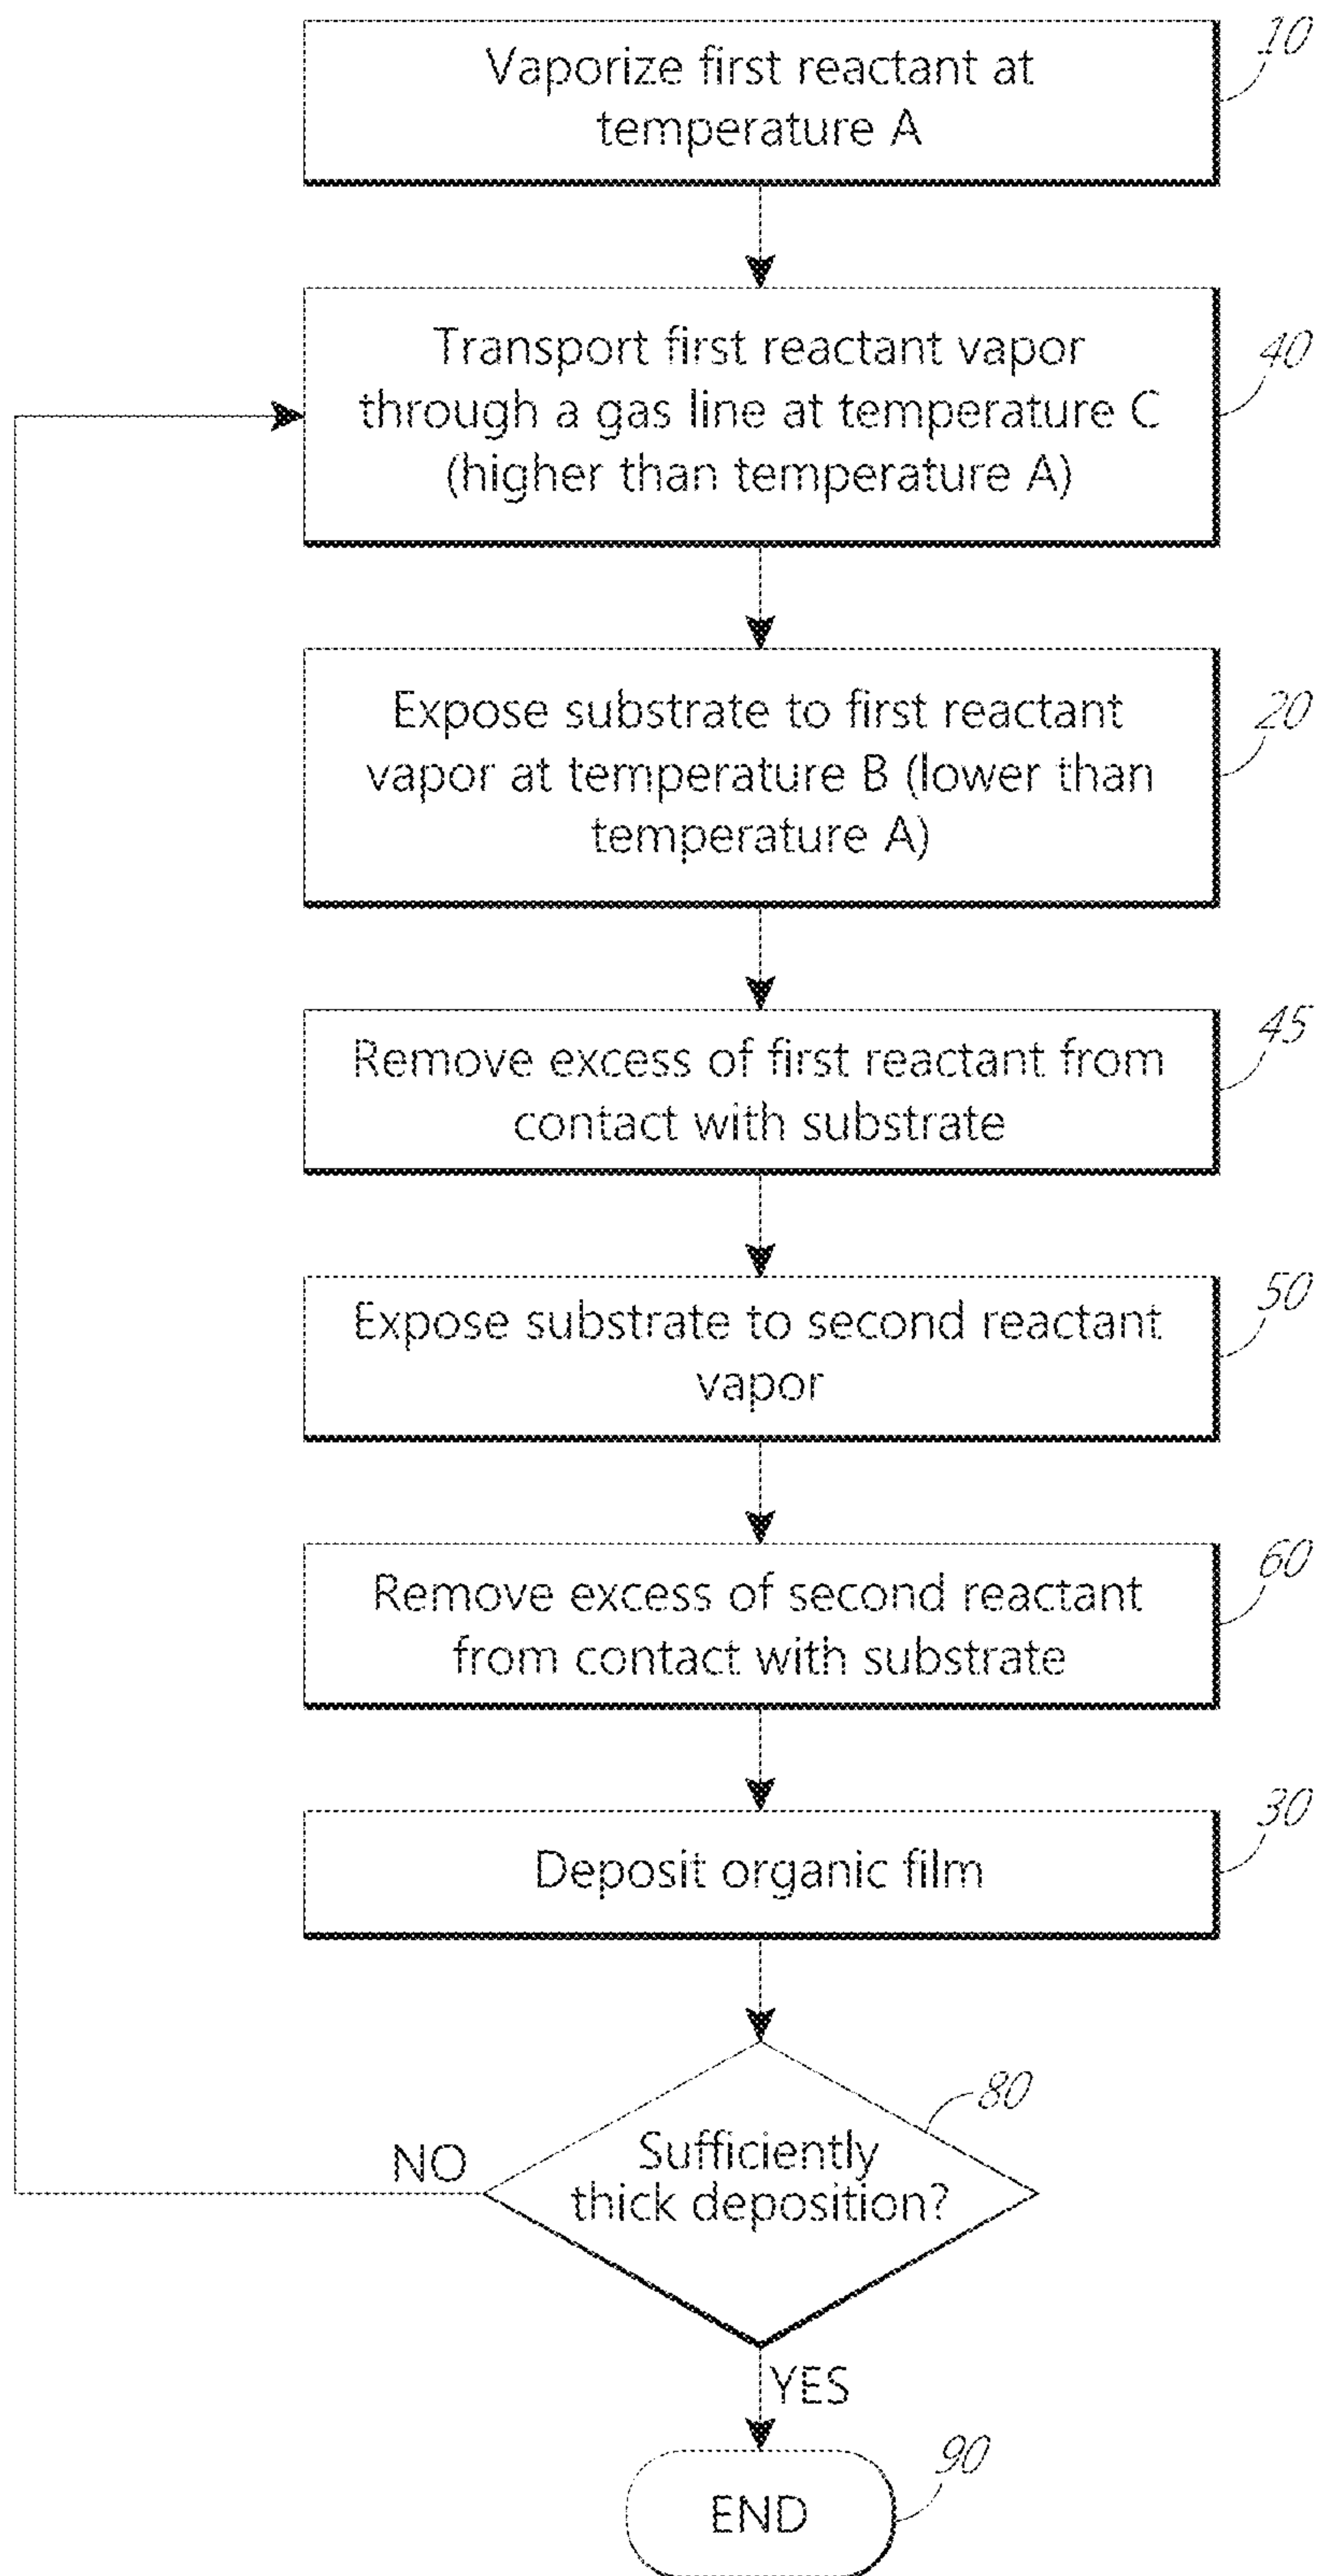 10
Vaporize first reactant at
temperature A
40
Transport first reactant vapor
through a gas line at temperature C
(higher than temperature A)
20
Expose substrate to first reactant
vapor at temperature B (lower than
temperature A)
45
Remove excess of first reactant from
contact with substrate
50
Expose substrate to second reactant
vapor
60
Remove excess of second reactant
from contact with substrate
30
Deposit organic film
80
Sufficiently
thick deposition?
NO
YES
90
END